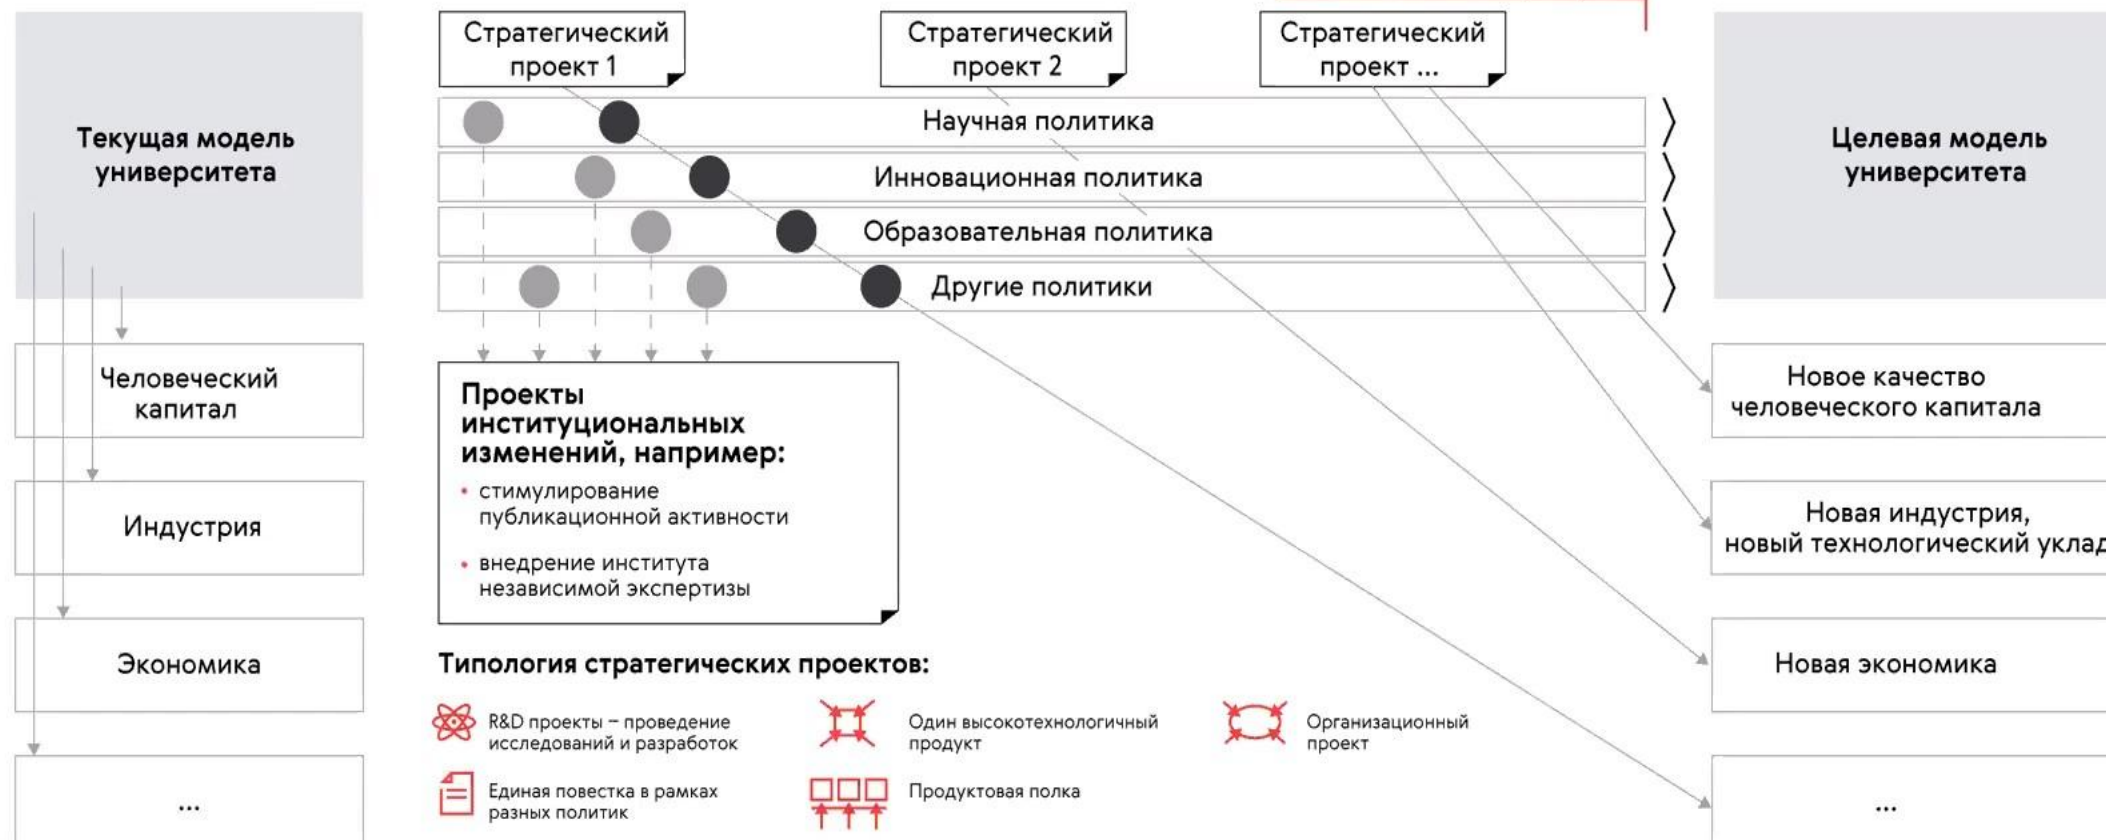 Текущая модель
университета
Человеческий
капитал
Индустрия
Экономика
...
Стратегический
проект 1
Стратегический
проект 2
Стратегический
проект ...
Научная политика
Инновационная политика
Образовательная политика
Другие политики
Проекты
институциональных
изменений, например:
• стимулирование
публикационной активности
• внедрение института
независимой экспертизы
Типология стратегических проектов:
R&D проекты – проведение
исследований и разработок
Один высокотехнологичный
продукт
Организационный
проект
Единая повестка в рамках
разных политик
Продуктовая полка
Целевая модель
университета
Новое качество
человеческого капитала
Новая индустрия,
новый технологический уклад
Новая экономика
...